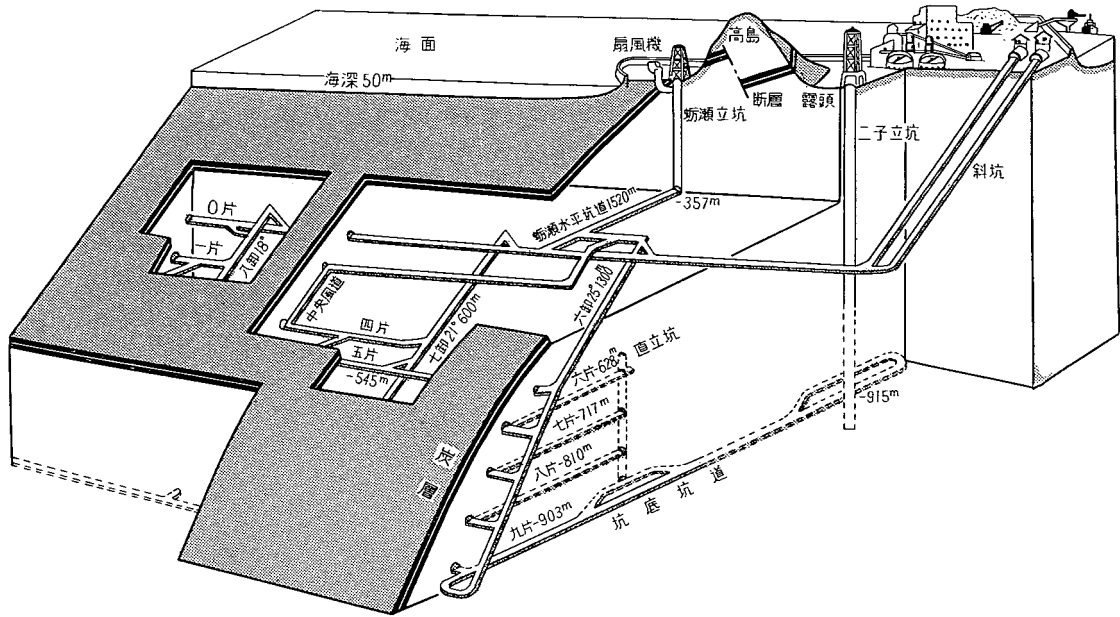 海面
海深50m
扇風機
高島
断層
露頭
蛎瀬立坑
二子立坑
斜坑
-357m
蛎瀬水平坑道1520m
0片
一片
八卸18°
中央風道
四片
五片
-545m
七卸21°600m
六卸25°1300m
直立坑
六片-628m
七片-717m
八片-810m
九片-903m
-915m
坑底坑道
炭層